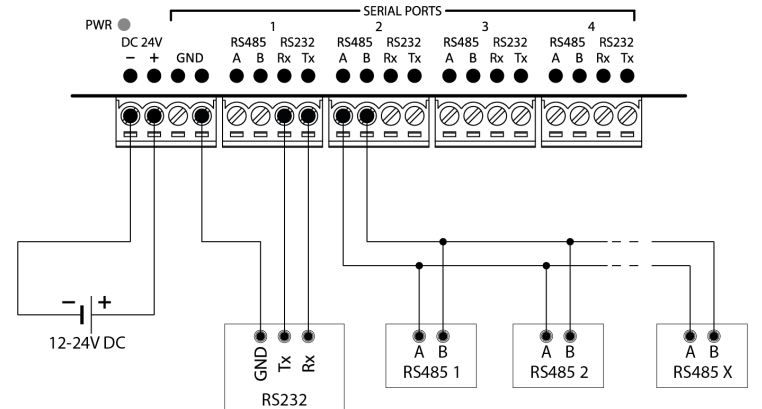 SERIAL PORTS
PWR
1 2 3 4
DC 24V RS485 RS232 RS485 RS232 RS485 RS232 RS485 RS232
− + GND A B Rx Tx A B Rx Tx A B Rx Tx A B Rx Tx
− +
12-24V DC
GND Tx Rx
RS232
A B
RS485 1
A B
RS485 2
A B
RS485 X